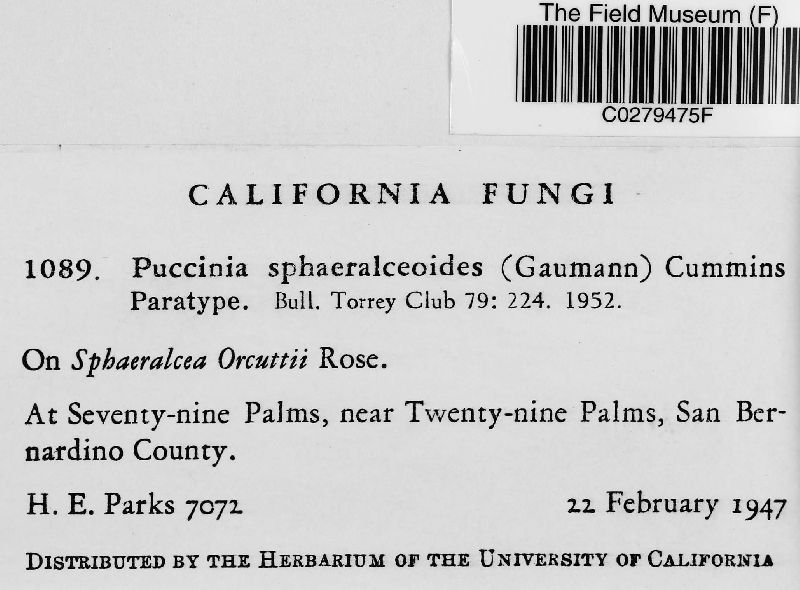 The Field Museum (F)
C0279475F
CALIFORNIA FUNGI
1089. Puccinia sphaeralceoides (Gaumann) Cummins
Paratype. Bull. Torrey Club 79: 224. 1952.
On Sphaeralcea Orcuttii Rose.
At Seventy-nine Palms, near Twenty-nine Palms, San Ber-
nardino County.
H. E. Parks 7072 22 February 1947
DISTRIBUTED BY THE HERBARIUM OF THE UNIVERSITY OF CALIFORNIA